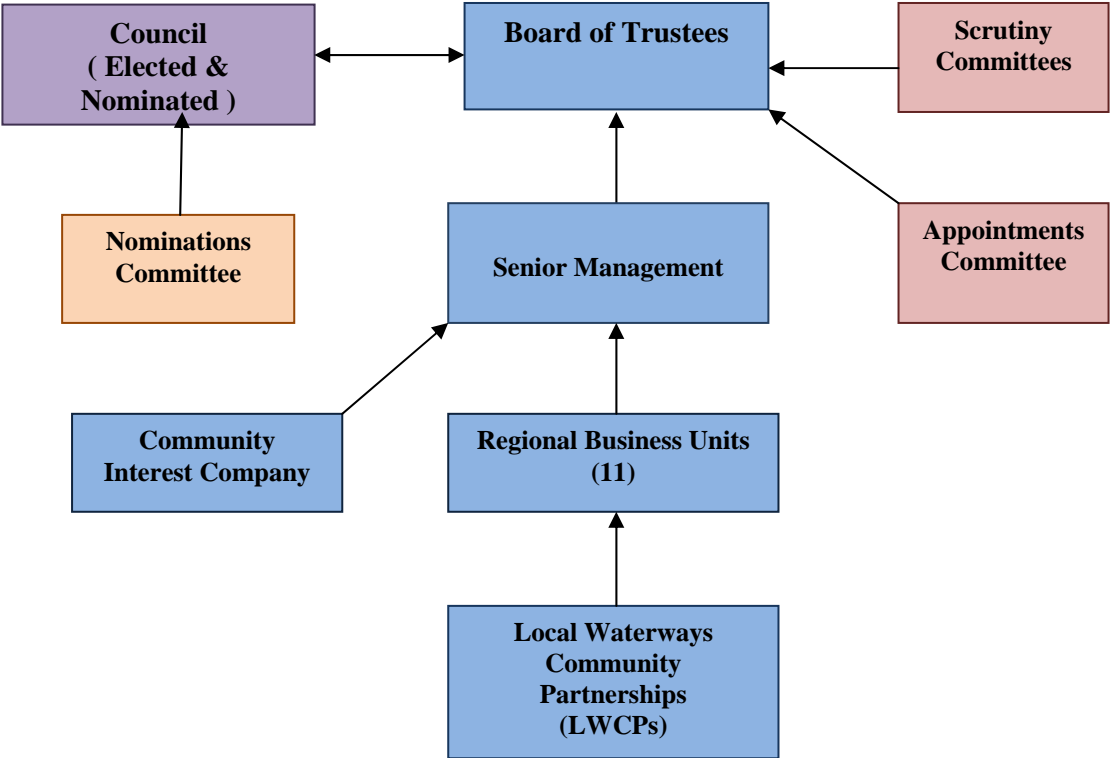 Council
( Elected &
Nominated )
Board of Trustees
Scrutiny
Committees
Nominations
Committee
Senior Management
Appointments
Committee
Community
Interest Company
Regional Business Units
(11)
Local Waterways
Community
Partnerships
(LWCPs)